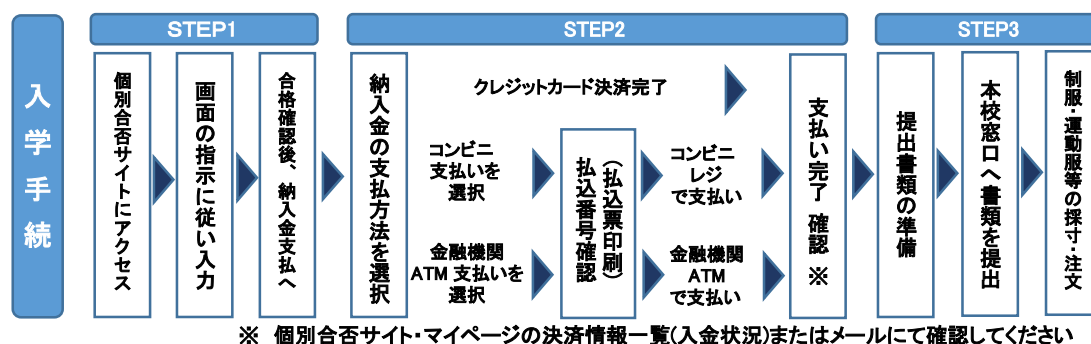 入学手続
STEP1
個別合否サイトにアクセス
画面の指示に従い入力
合格確認後、納入金支払へ
STEP2
納入金の支払方法を選択
クレジットカード決済完了
コンビニ
支払いを
選択
金融機関
ATM 支払いを
選択
(払込票印刷)
払込番号確認
コンビニ
レジ
で支払い
金融機関
ATM
で支払い
支払い完了 確認 ※
STEP3
提出書類の準備
本校窓口へ書類を提出
制服・運動服等の採寸・注文
※ 個別合否サイト・マイページの決済情報一覧(入金状況)またはメールにて確認してください